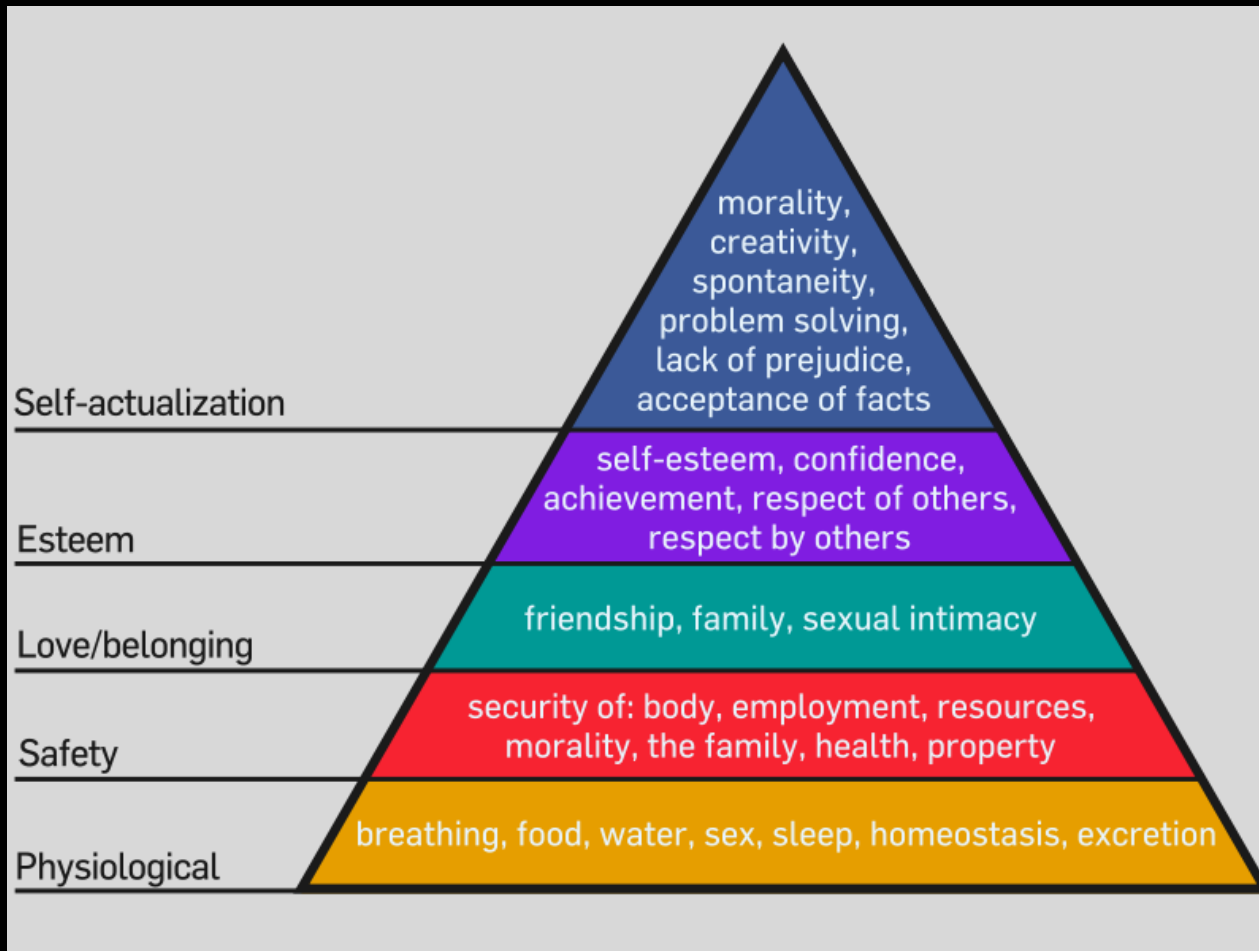 morality,
creativity,
spontaneity,
problem solving,
lack of prejudice,
acceptance of facts
Self-actualization
self-esteem, confidence,
achievement, respect of others,
respect by others
Esteem
friendship, family, sexual intimacy
Love/belonging
security of: body, employment, resources,
morality, the family, health, property
Safety
breathing, food, water, sex, sleep, homeostasis, excretion
Physiological